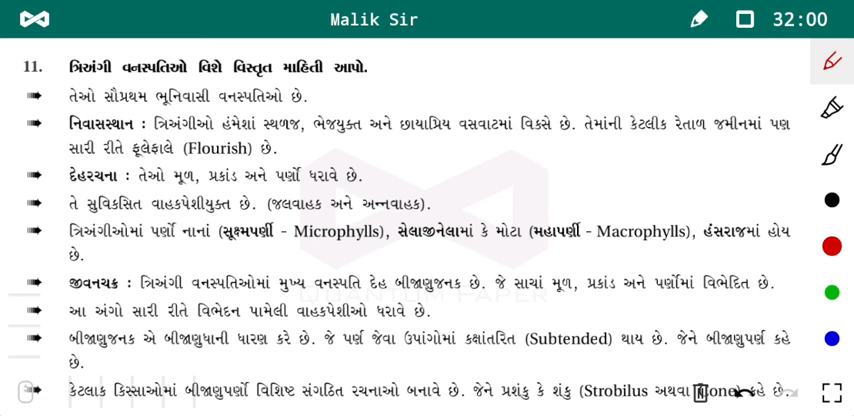 Malik Sir
32:00
11. ત્રિઅંગી વનસ્પતિઓ વિશે વિસ્તૃત માહિતી આપો.
તેઓ સૌપ્રથમ ભૂનિવાસી વનસ્પતિઓ છે.
નિવાસસ્થાન : ત્રિઅંગીઓ હંમેશાં સ્થળજ, ભેજયુક્ત અને છાયાપ્રિય વસવાટમાં વિકસે છે. તેમાંની કેટલીક રેતાળ જમીનમાં પણ
સારી રીતે ફૂલેફાલે (Flourish) છે.
દેહરચના : તેઓ મૂળ, પ્રકાંડ અને પર્ણો ધરાવે છે.
તે સુવિકસિત વાહકપેશીયુક્ત છે. (જલવાહક અને અન્નવાહક).
ત્રિઅંગીઓમાં પર્ણો નાનાં (સૂક્ષ્મપર્ણી - Microphylls), સેલાજીનેલામાં કે મોટા (મહાપર્ણી - Macrophylls), હંસરાજમાં હોય
છે.
જીવનચક્ર : ત્રિઅંગી વનસ્પતિઓમાં મુખ્ય વનસ્પતિ દેહ બીજાણુજનક છે. જે સાચાં મૂળ, પ્રકાંડ અને પર્ણોમાં વિભેદિત છે.
QUANTUM PAPER
આ અંગો સારી રીતે વિભેદન પામેલી વાહકપેશીઓ ધરાવે છે.
બીજાણુજનક એ બીજાણુધાની ધારણ કરે છે. જે પર્ણ જેવા ઉપાંગોમાં કક્ષાંતરિત (Subtended) થાય છે. જેને બીજાણુપર્ણ કહે
છે.
કેટલાક કિસ્સાઓમાં બીજાણુપર્ણો વિશિષ્ટ સંગઠિત રચનાઓ બનાવે છે. જેને પ્રશંકુ કે શંકુ (Strobilus અથવા Cone) કહે છે.